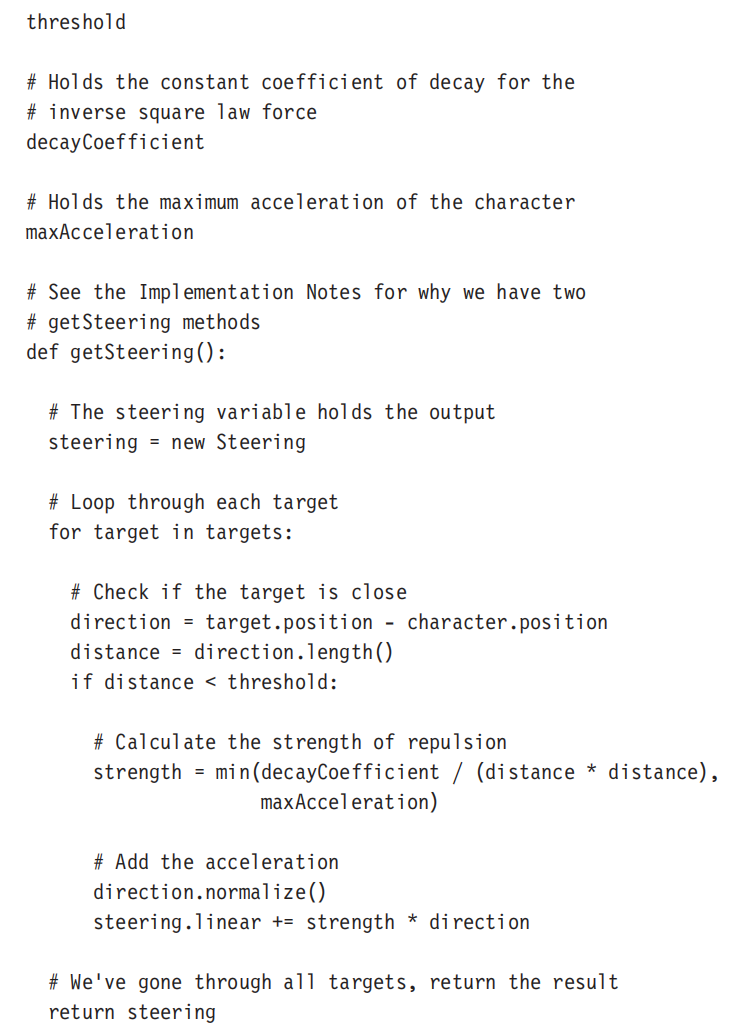 threshold
# Holds the constant coefficient of decay for the
# inverse square law force
decayCoefficient
# Holds the maximum acceleration of the character
maxAcceleration
# See the Implementation Notes for why we have two
# getSteering methods
def getSteering():
# The steering variable holds the output
steering = new Steering
# Loop through each target
for target in targets:
# Check if the target is close
direction = target.position - character.position
distance = direction.length()
if distance < threshold:
# Calculate the strength of repulsion
strength = min(decayCoefficient / (distance * distance),
maxAcceleration)
# Add the acceleration
direction.normalize()
steering.linear += strength * direction
# We've gone through all targets, return the result
return steering